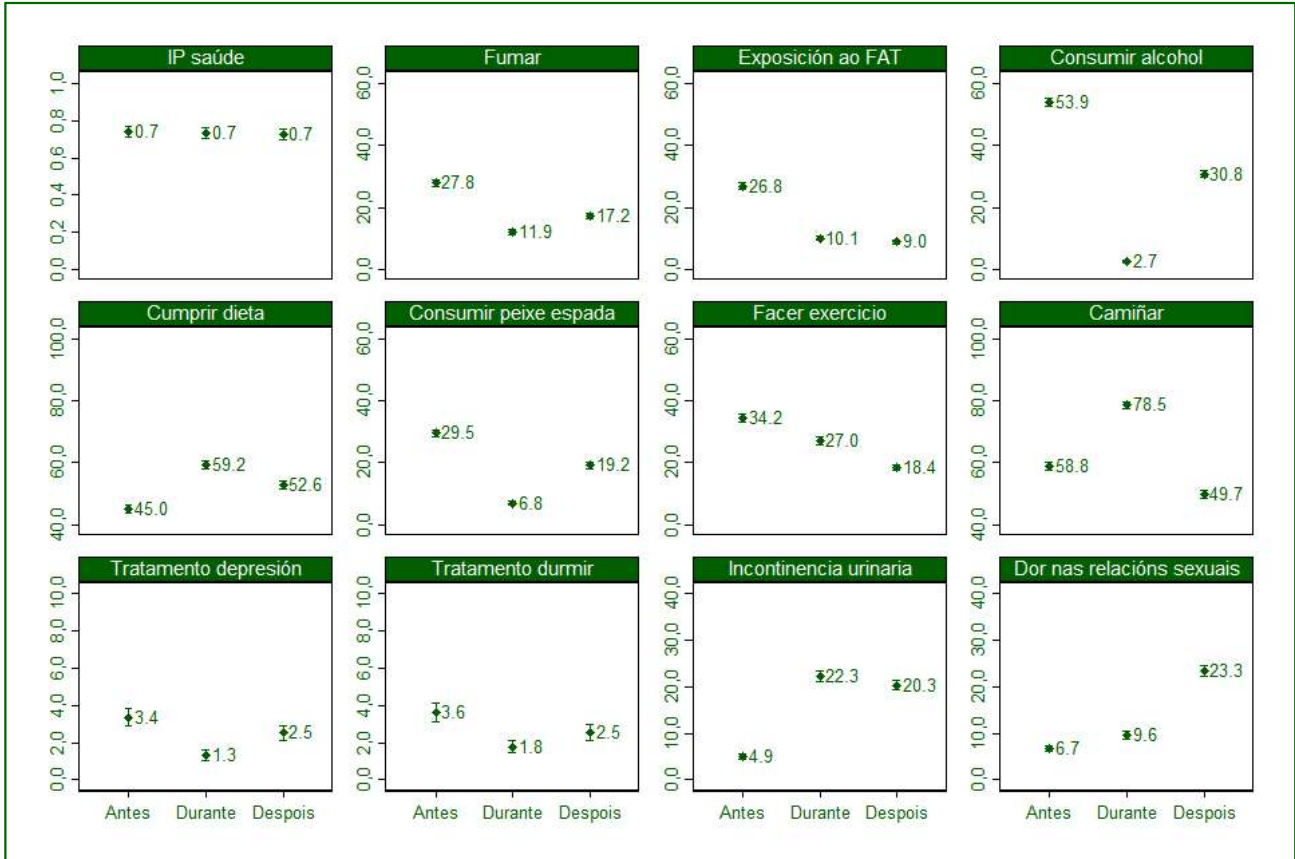 IP saúde
Fumar
Exposición ao FAT
Consumir alcohol
0,0 0,2 0,4 0,6 0,8 1,0
0.7 0.7 0.7
0,0 20,0 40,0 60,0
27.8 11.9 17.2
0,0 20,0 40,0 60,0
26.8 10.1 9.0
0,0 20,0 40,0 60,0
53.9 2.7 30.8
Cumprir dieta
Consumir peixe espada
Facer exercicio
Camiñar
40,0 60,0 80,0 100,0
45.0 59.2 52.6
0,0 20,0 40,0 60,0
29.5 6.8 19.2
0,0 20,0 40,0 60,0
34.2 27.0 18.4
40,0 60,0 80,0 100,0
58.8 78.5 49.7
Tratamento depresión
Tratamento durmir
Incontinencia urinaria
Dor nas relacións sexuais
0,0 2,0 4,0 6,0 8,0 10,0
3.4 1.3 2.5
0,0 2,0 4,0 6,0 8,0 10,0
3.6 1.8 2.5
0,0 10,0 20,0 30,0 40,0
4.9 22.3 20.3
0,0 10,0 20,0 30,0 40,0
6.7 9.6 23.3
Antes Durante Despois
Antes Durante Despois
Antes Durante Despois
Antes Durante Despois